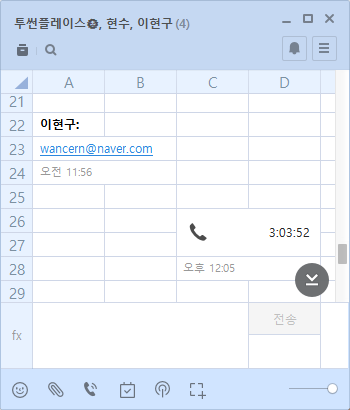 투썬플레이스, 현수, 이현구 (4)
A B C D
21
22 이현구:
23 wancern@naver.com
24 오전 11:56
25
26 3:03:52
27
28 오후 12:05
29
fx 전송